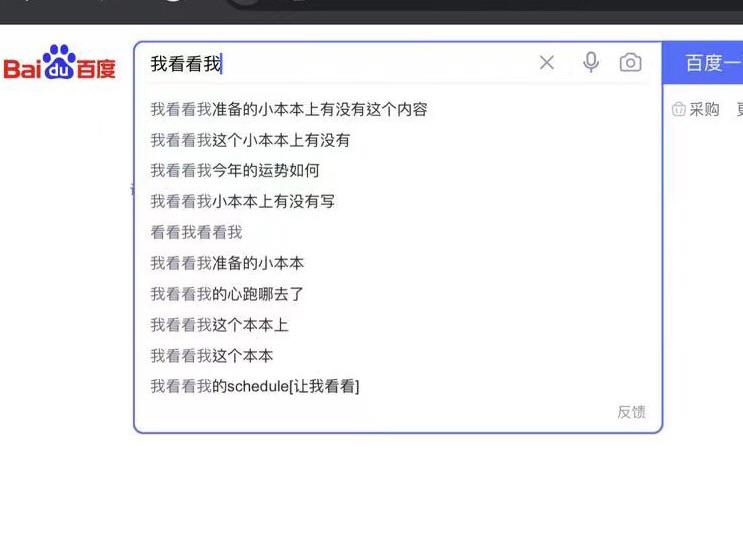 Bai du 百度
我看看我
百度一
我看看我准备的小本本上有没有这个内容
采购
我看看我这个小本本上有没有
我看看我今年的运势如何
我看看我小本本上有没有写
看看我看看我
我看看我准备的小本本
我看看我的心跑哪去了
我看看我这个本本上
我看看我这个本本
我看看我的schedule[让我看看]
反馈